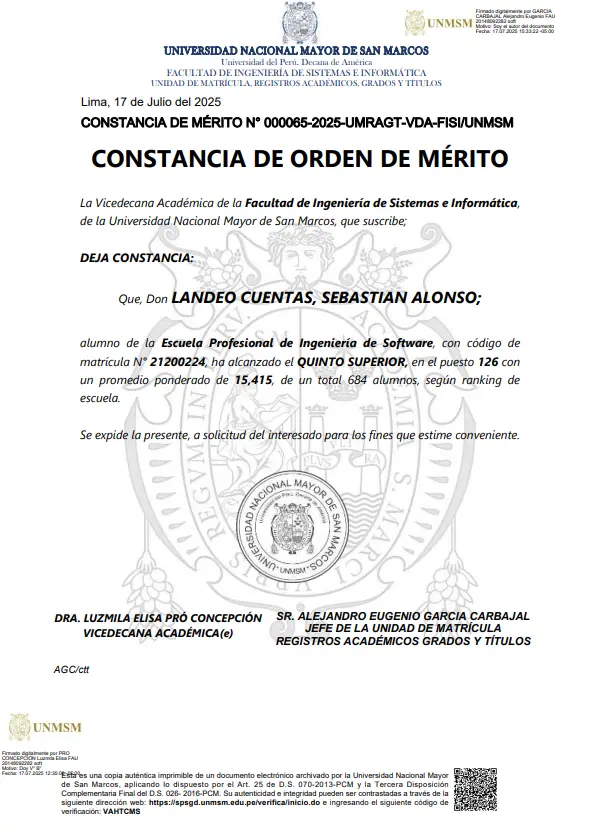 UNMSM
Firmado digitalmente por GARCIA
CARBAJAL Alejandro Eugenio FAU
20148092282 soft
Motivo: Soy el autor del documento
Fecha: 17.07.2025 15:33:22 -05:00
UNIVERSIDAD NACIONAL MAYOR DE SAN MARCOS
Universidad del Perú. Decana de América
FACULTAD DE INGENIERÍA DE SISTEMAS E INFORMÁTICA
UNIDAD DE MATRÍCULA, REGISTROS ACADÉMICOS, GRADOS Y TÍTULOS
Lima, 17 de Julio del 2025
CONSTANCIA DE MÉRITO N° 000065-2025-UMRAGT-VDA-FISI/UNMSM
CONSTANCIA DE ORDEN DE MÉRITO
La Vicedecana Académica de la Facultad de Ingeniería de Sistemas e Informática,
de la Universidad Nacional Mayor de San Marcos, que suscribe;
DEJA CONSTANCIA:
Que, Don LANDEO CUENTAS, SEBASTIAN ALONSO;
alumno de la Escuela Profesional de Ingeniería de Software, con código de
matrícula N° 21200224, ha alcanzado el QUINTO SUPERIOR, en el puesto 126 con
un promedio ponderado de 15,415, de un total 684 alumnos, según ranking de
escuela.
Se expide la presente, a solicitud del interesado para los fines que estime conveniente.
PLVS VLTRA
UNIVERSIDAD NACIONAL MAYOR DE SAN MARCOS
Universidad del Perú, Decana de América
UNMSM
DRA. LUZMILA ELISA PRÓ CONCEPCIÓN
VICEDECANA ACADÉMICA(e)
SR. ALEJANDRO EUGENIO GARCIA CARBAJAL
JEFE DE LA UNIDAD DE MATRÍCULA
REGISTROS ACADÉMICOS GRADOS Y TÍTULOS
AGC/ctt
UNMSM
Firmado digitalmente por PRO
CONCEPCION Luzmila Elisa FAU
20148092282 soft
Motivo: Doy V° B°
Fecha: 17.07.2025 12:35:
Esta es una copia auténtica imprimible de un documento electrónico archivado por la Universidad Nacional Mayor
de San Marcos, aplicando lo dispuesto por el Art. 25 de D.S. 070-2013-PCM y la Tercera Disposición
Complementaria Final del D.S. 026- 2016-PCM. Su autenticidad e integridad pueden ser contrastadas a través de la
siguiente dirección web: https://spsgd.unmsm.edu.pe/verifica/inicio.do e ingresando el siguiente código de
verificación: VAHTCMS